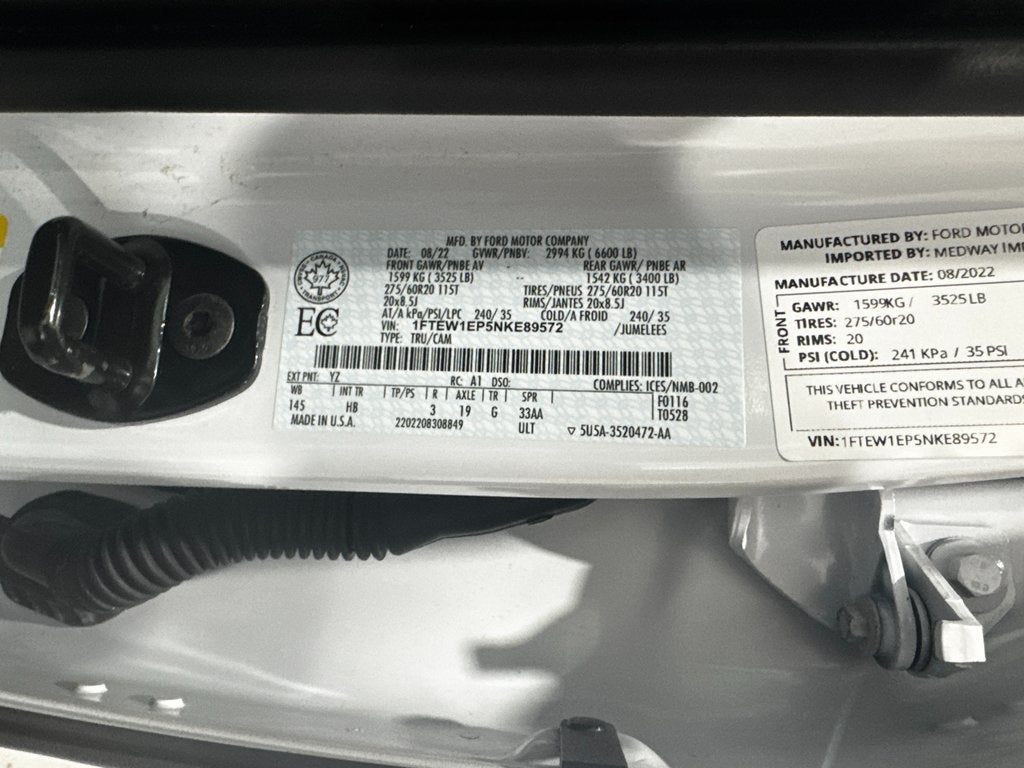 MFD. BY FORD MOTOR COMPANY
DATE: 08/22 GVWR/PNBV: 2994 KG ( 6600 LB)
FRONT GAWR/PNBE AV -- REAR GAWR/ PNBE AR
1599 KG ( 3525 LB) -- 1542 KG ( 3400 LB)
275/60R20 115T TIRES/PNEUS 275/60R20 115T
20x8.5J RIMS/JANTES 20x8.5J
AT/A kPa/PSI/LPC 240/ 35 COLD/A FROID 240/ 35
VIN: 1FTEW1EP5NKE89572 /JUMELEES
TYPE: TRU/CAM
EC
EXT PNT: YZ RC: A1 DSO: COMPLIES: ICES/NMB-002
WB INT TR TP/PS R AXLE TR SPR F0116
145 HB 3 19 G 33AA T0528
MADE IN U.S.A. 2202208308849 ULT 5U5A-3520472-AA
MANUFACTURED BY: FORD MOTOR
IMPORTED BY: MEDWAY IM
MANUFACTURE DATE: 08/2022
FRONT
GAWR: 1599KG / 3525LB
TIRES: 275/60r20
RIMS: 20
PSI (COLD): 241 KPa / 35 PSI
THIS VEHICLE CONFORMS TO ALL A
THEFT PREVENTION STANDARDS
VIN: 1FTEW1EP5NKE89572